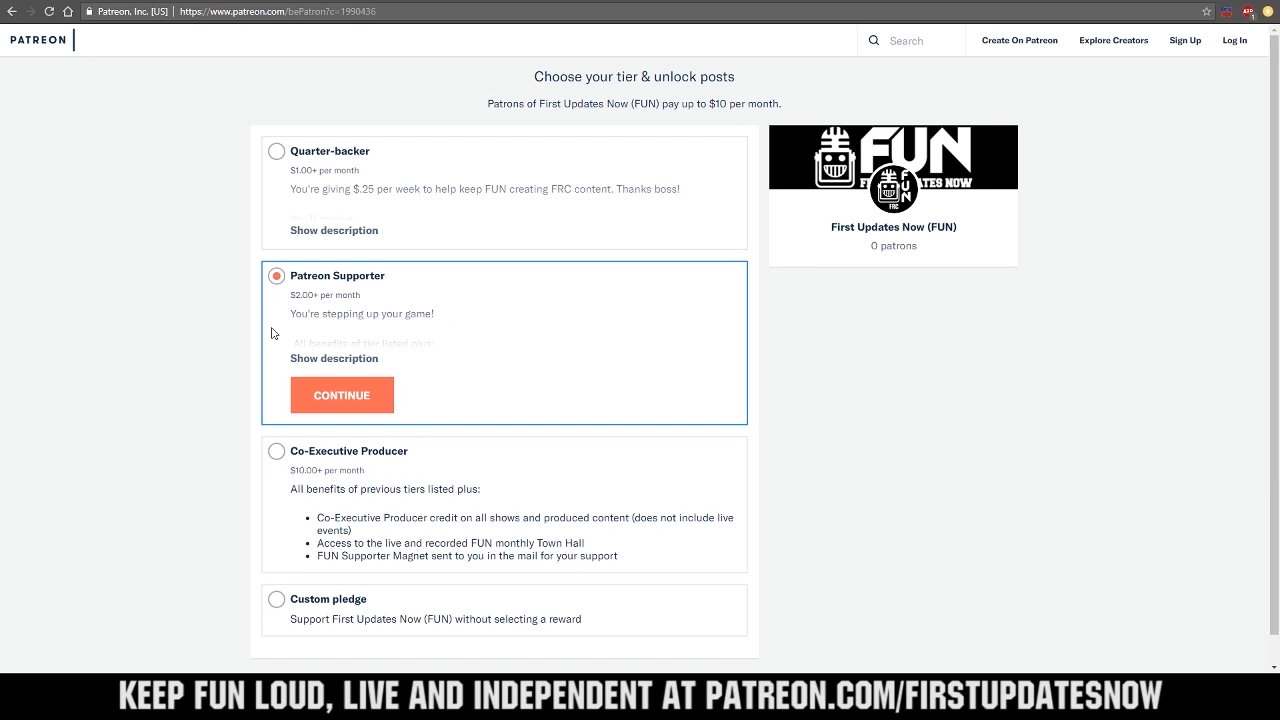 Patreon, Inc. [US] | https://www.patreon.com/bePatron?c=1990436
PATREON
Search
Create On Patreon
Explore Creators
Sign Up
Log In
Choose your tier & unlock posts
Patrons of First Updates Now (FUN) pay up to $10 per month.
Quarter-backer
$1.00+ per month
You're giving $.25 per week to help keep FUN creating FRC content. Thanks boss!
Show description
Patreon Supporter
$2.00+ per month
You're stepping up your game!
All benefits of tier listed plus:
Show description
CONTINUE
Co-Executive Producer
$10.00+ per month
All benefits of previous tiers listed plus:
• Co-Executive Producer credit on all shows and produced content (does not include live
events)
• Access to the live and recorded FUN monthly Town Hall
• FUN Supporter Magnet sent to you in the mail for your support
Custom pledge
Support First Updates Now (FUN) without selecting a reward
FUN
FUN
FRC
First Updates Now (FUN)
0 patrons
KEEP FUN LOUD, LIVE AND INDEPENDENT AT PATREON.COM/FIRSTUPDATESNOW